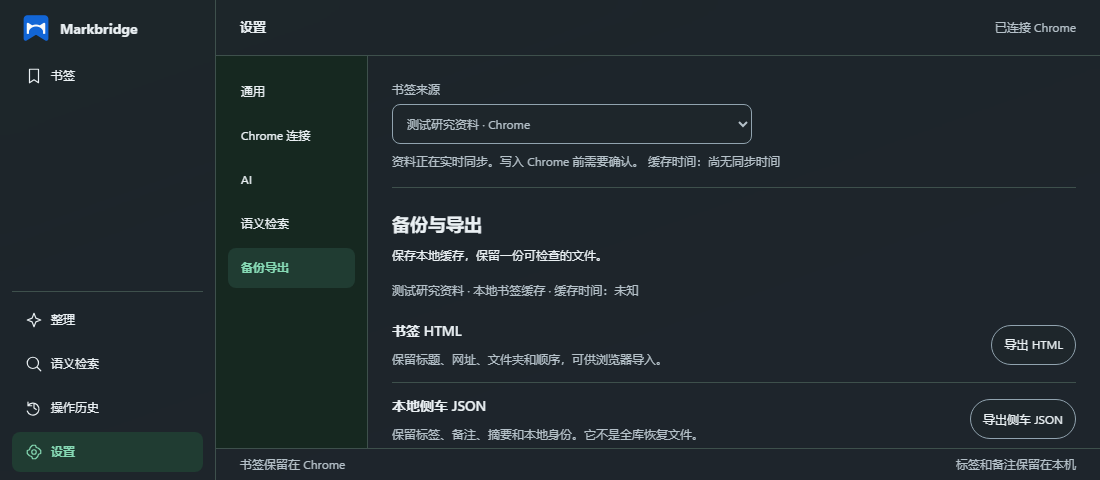 Markbridge
书签
整理
语义检索
操作历史
设置
设置
已连接 Chrome
通用
Chrome 连接
AI
语义检索
备份导出
书签来源
测试研究资料 · Chrome
资料正在实时同步。写入 Chrome 前需要确认。 缓存时间：尚无同步时间
备份与导出
保存本地缓存，保留一份可检查的文件。
测试研究资料 · 本地书签缓存 · 缓存时间：未知
书签 HTML
保留标题、网址、文件夹和顺序，可供浏览器导入。
导出 HTML
本地侧车 JSON
保留标签、备注、摘要和本地身份。它不是全库恢复文件。
导出侧车 JSON
书签保留在 Chrome
标签和备注保留在本机